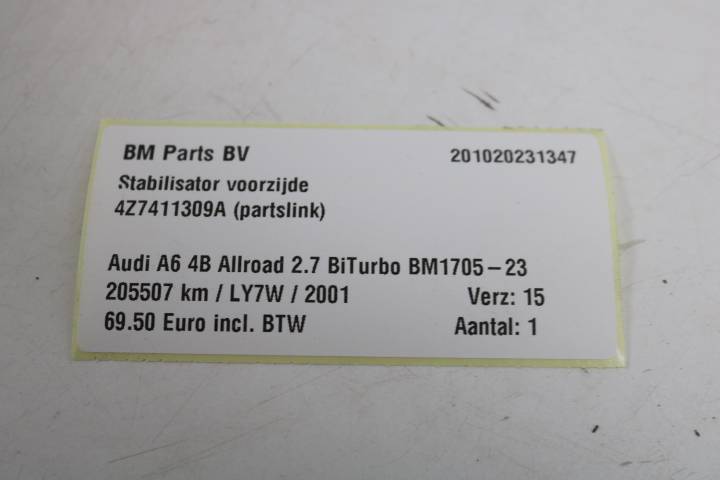 BM Parts BV 201020231347
Stabilisator voorzijde
4Z7411309A (partslink)
Audi A6 4B Allroad 2.7 BiTurbo BM1705-23
205507 km / LY7W / 2001 Verz: 15
69.50 Euro incl. BTW Aantal: 1